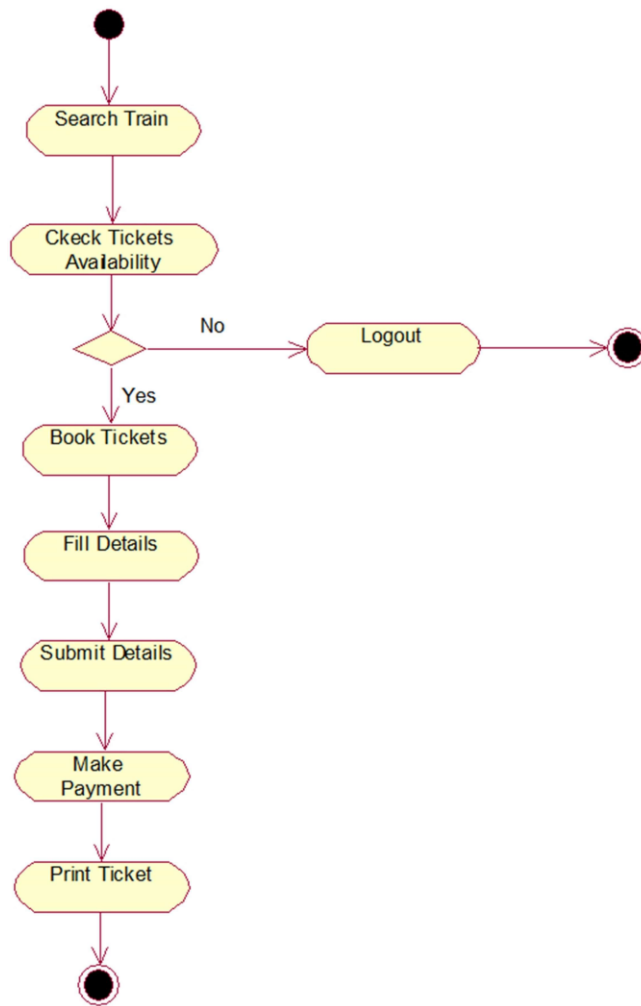 Search Train
Ckeck Tickets
Availability
No
Logout
Yes
Book Tickets
Fill Details
Submit Details
Make
Payment
Print Ticket